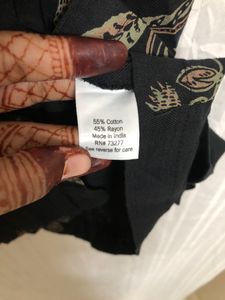 55% Cotton
45% Rayon
Made in India
RN# 73277
See reverse for care